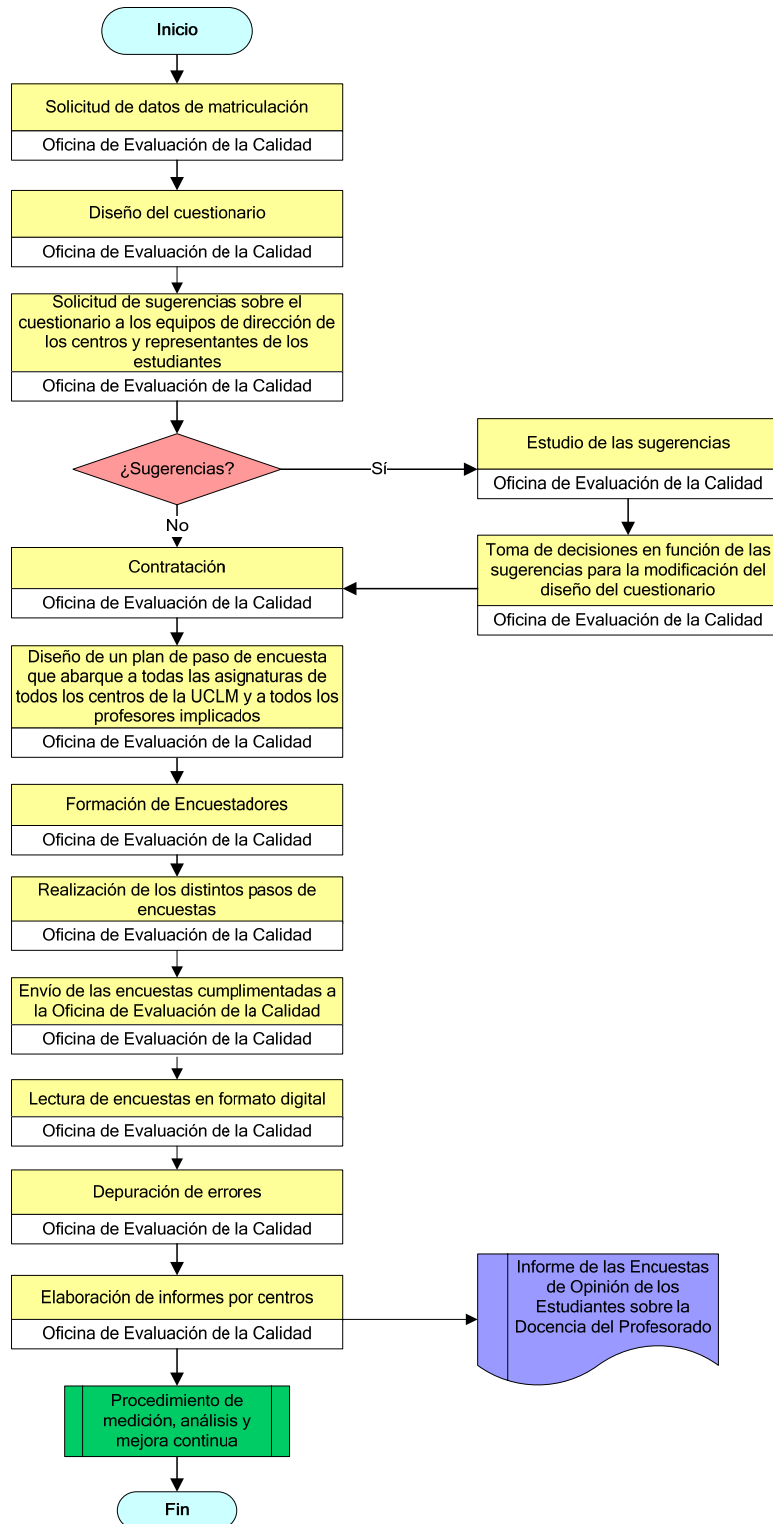 Inicio
Solicitud de datos de matriculación
Oficina de Evaluación de la Calidad
Diseño del cuestionario
Oficina de Evaluación de la Calidad
Solicitud de sugerencias sobre el
cuestionario a los equipos de dirección de
los centros y representantes de los
estudiantes
Oficina de Evaluación de la Calidad
¿Sugerencias?
Sí
Estudio de las sugerencias
Oficina de Evaluación de la Calidad
Toma de decisiones en función de las
sugerencias para la modificación del
diseño del cuestionario
Oficina de Evaluación de la Calidad
No
Contratación
Oficina de Evaluación de la Calidad
Diseño de un plan de paso de encuesta
que abarque a todas las asignaturas de
todos los centros de la UCLM y a todos los
profesores implicados
Oficina de Evaluación de la Calidad
Formación de Encuestadores
Oficina de Evaluación de la Calidad
Realización de los distintos pasos de
encuestas
Oficina de Evaluación de la Calidad
Envío de las encuestas cumplimentadas a
la Oficina de Evaluación de la Calidad
Oficina de Evaluación de la Calidad
Lectura de encuestas en formato digital
Oficina de Evaluación de la Calidad
Depuración de errores
Oficina de Evaluación de la Calidad
Elaboración de informes por centros
Oficina de Evaluación de la Calidad
Informe de las Encuestas
de Opinión de los
Estudiantes sobre la
Docencia del Profesorado
Procedimiento de
medición, análisis y
mejora continua
Fin